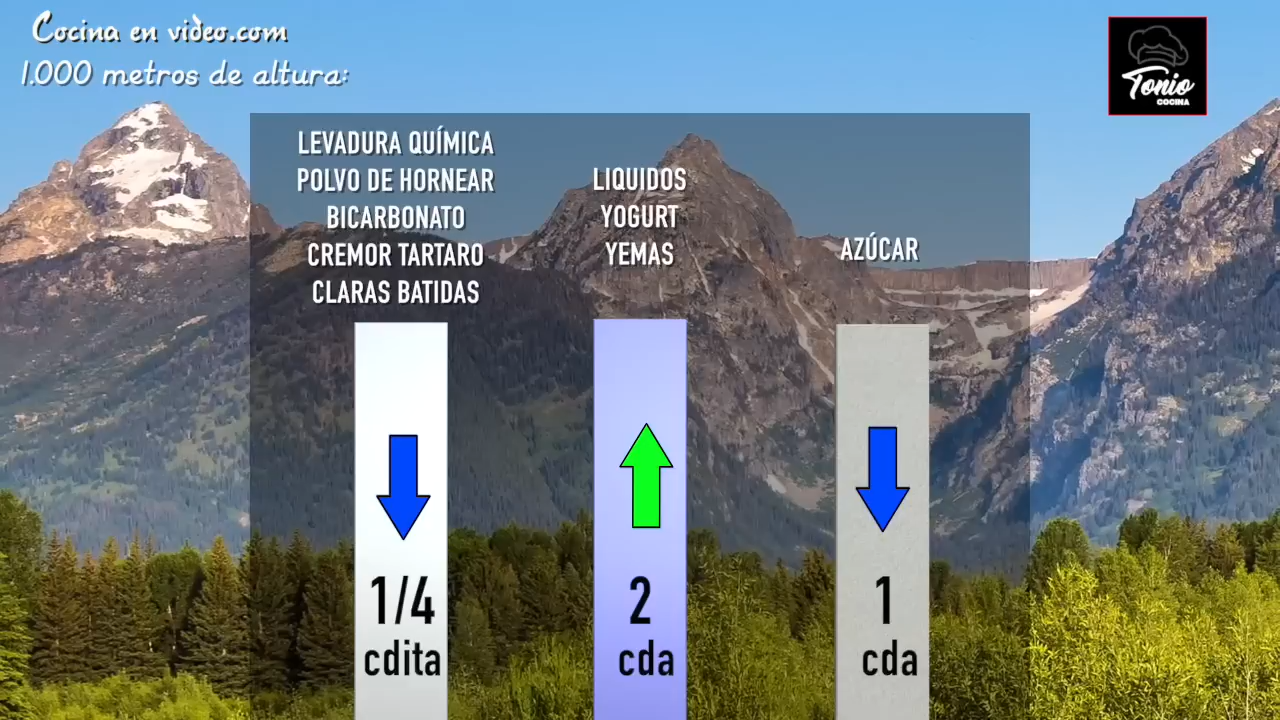 Cocina en video.com
1.000 metros de altura:
Tonio
COCINA
LEVADURA QUÍMICA
POLVO DE HORNEAR
BICARBONATO
CREMOR TARTARO
CLARAS BATIDAS
LIQUIDOS
YOGURT
YEMAS
AZÚCAR
1/4
cdita
2
cda
1
cda